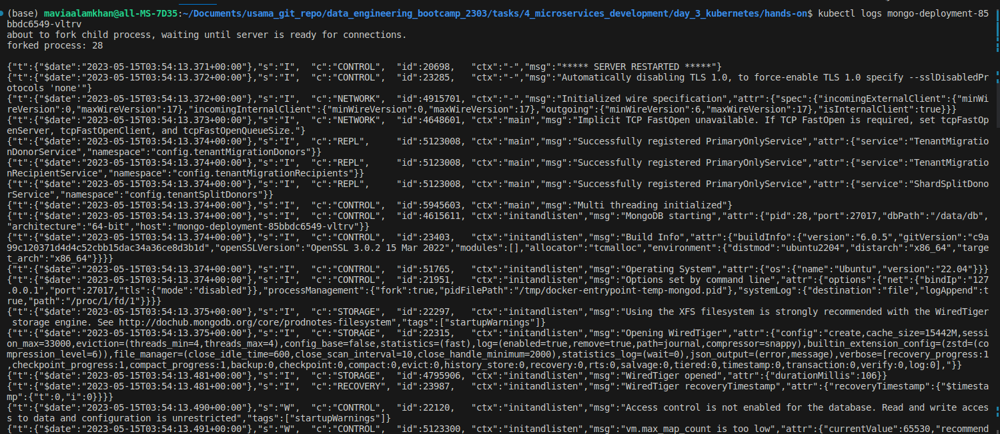 (base) maviaalamkhan@all-MS-7D35:~/Documents/usama_git_repo/data_engineering_bootcamp_2303/tasks/4_microservices_development/day_3_kubernetes/hands-on$ kubectl logs mongo-deployment-85
bbdc6549-vltrv
about to fork child process, waiting until server is ready for connections.
forked process: 28
{"t":{"$date":"2023-05-15T03:54:13.371+00:00"},"s":"I",  "c":"CONTROL",  "id":20698,   "ctx":"-","msg":"***** SERVER RESTARTED *****"}
{"t":{"$date":"2023-05-15T03:54:13.372+00:00"},"s":"I",  "c":"CONTROL",  "id":23285,   "ctx":"-","msg":"Automatically disabling TLS 1.0, to force-enable TLS 1.0 specify --sslDisabledPr
otocols 'none'"}
{"t":{"$date":"2023-05-15T03:54:13.372+00:00"},"s":"I",  "c":"NETWORK",  "id":4915701, "ctx":"-","msg":"Initialized wire specification","attr":{"spec":{"incomingExternalClient":{"minWi
reVersion":0,"maxWireVersion":17},"incomingInternalClient":{"minWireVersion":0,"maxWireVersion":17},"outgoing":{"minWireVersion":6,"maxWireVersion":17},"isInternalClient":true}}}
{"t":{"$date":"2023-05-15T03:54:13.373+00:00"},"s":"I",  "c":"NETWORK",  "id":4648601, "ctx":"main","msg":"Implicit TCP FastOpen unavailable. If TCP FastOpen is required, set tcpFastOp
enServer, tcpFastOpenClient, and tcpFastOpenQueueSize."}
{"t":{"$date":"2023-05-15T03:54:13.374+00:00"},"s":"I",  "c":"REPL",     "id":5123008, "ctx":"main","msg":"Successfully registered PrimaryOnlyService","attr":{"service":"TenantMigratio
nDonorService","namespace":"config.tenantMigrationDonors"}}
{"t":{"$date":"2023-05-15T03:54:13.374+00:00"},"s":"I",  "c":"REPL",     "id":5123008, "ctx":"main","msg":"Successfully registered PrimaryOnlyService","attr":{"service":"TenantMigratio
nRecipientService","namespace":"config.tenantMigrationRecipients"}}
{"t":{"$date":"2023-05-15T03:54:13.374+00:00"},"s":"I",  "c":"REPL",     "id":5123008, "ctx":"main","msg":"Successfully registered PrimaryOnlyService","attr":{"service":"ShardSplitDono
rService","namespace":"config.tenantSplitDonors"}}
{"t":{"$date":"2023-05-15T03:54:13.374+00:00"},"s":"I",  "c":"CONTROL",  "id":5945603, "ctx":"main","msg":"Multi threading initialized"}
{"t":{"$date":"2023-05-15T03:54:13.374+00:00"},"s":"I",  "c":"CONTROL",  "id":4615611, "ctx":"initandlisten","msg":"MongoDB starting","attr":{"pid":28,"port":27017,"dbPath":"/data/db",
"architecture":"64-bit","host":"mongo-deployment-85bbdc6549-vltrv"}}
{"t":{"$date":"2023-05-15T03:54:13.374+00:00"},"s":"I",  "c":"CONTROL",  "id":23403,   "ctx":"initandlisten","msg":"Build Info","attr":{"buildInfo":{"version":"6.0.5","gitVersion":"c9a
99c120371d4d4c52cbb15dac34a36ce8d3b1d","openSSLVersion":"OpenSSL 3.0.2 15 Mar 2022","modules":[],"allocator":"tcmalloc","environment":{"distmod":"ubuntu2204","distarch":"x86_64","targe
t_arch":"x86_64"}}}}
{"t":{"$date":"2023-05-15T03:54:13.374+00:00"},"s":"I",  "c":"CONTROL",  "id":51765,   "ctx":"initandlisten","msg":"Operating System","attr":{"os":{"name":"Ubuntu","version":"22.04"}}}
{"t":{"$date":"2023-05-15T03:54:13.374+00:00"},"s":"I",  "c":"CONTROL",  "id":21951,   "ctx":"initandlisten","msg":"Options set by command line","attr":{"options":{"net":{"bindIp":"127
.0.0.1","port":27017,"tls":{"mode":"disabled"}},"processManagement":{"fork":true,"pidFilePath":"/tmp/docker-entrypoint-temp-mongod.pid"},"systemLog":{"destination":"file","logAppend":t
rue,"path":"/proc/1/fd/1"}}}}
{"t":{"$date":"2023-05-15T03:54:13.375+00:00"},"s":"I",  "c":"STORAGE",  "id":22297,   "ctx":"initandlisten","msg":"Using the XFS filesystem is strongly recommended with the WiredTiger
 storage engine. See http://dochub.mongodb.org/core/prodnotes-filesystem","tags":["startupWarnings"]}
{"t":{"$date":"2023-05-15T03:54:13.375+00:00"},"s":"I",  "c":"STORAGE",  "id":22315,   "ctx":"initandlisten","msg":"Opening WiredTiger","attr":{"config":"create,cache_size=15442M,sessi
on_max=33000,eviction=(threads_min=4,threads_max=4),config_base=false,statistics=(fast),log=(enabled=true,remove=true,path=journal,compressor=snappy),builtin_extension_config=(zstd=(co
mpression_level=6)),file_manager=(close_idle_time=600,close_scan_interval=10,close_handle_minimum=2000),statistics_log=(wait=0),json_output=(error,message),verbose=[recovery_progress:1
,checkpoint_progress:1,compact_progress:1,backup:0,checkpoint:0,compact:0,evict:0,history_store:0,recovery:0,rts:0,salvage:0,tiered:0,timestamp:0,transaction:0,verify:0,log:0],"}}
{"t":{"$date":"2023-05-15T03:54:13.481+00:00"},"s":"I",  "c":"STORAGE",  "id":4795906, "ctx":"initandlisten","msg":"WiredTiger opened","attr":{"durationMillis":106}}
{"t":{"$date":"2023-05-15T03:54:13.481+00:00"},"s":"I",  "c":"RECOVERY", "id":23987,   "ctx":"initandlisten","msg":"WiredTiger recoveryTimestamp","attr":{"recoveryTimestamp":{"$timesta
mp":{"t":0,"i":0}}}}
{"t":{"$date":"2023-05-15T03:54:13.490+00:00"},"s":"W",  "c":"CONTROL",  "id":22120,   "ctx":"initandlisten","msg":"Access control is not enabled for the database. Read and write acces
s to data and configuration is unrestricted","tags":["startupWarnings"]}
{"t":{"$date":"2023-05-15T03:54:13.491+00:00"},"s":"W",  "c":"CONTROL",  "id":5123300, "ctx":"initandlisten","msg":"vm.max_map_count is too low","attr":{"currentValue":65530,"recommend